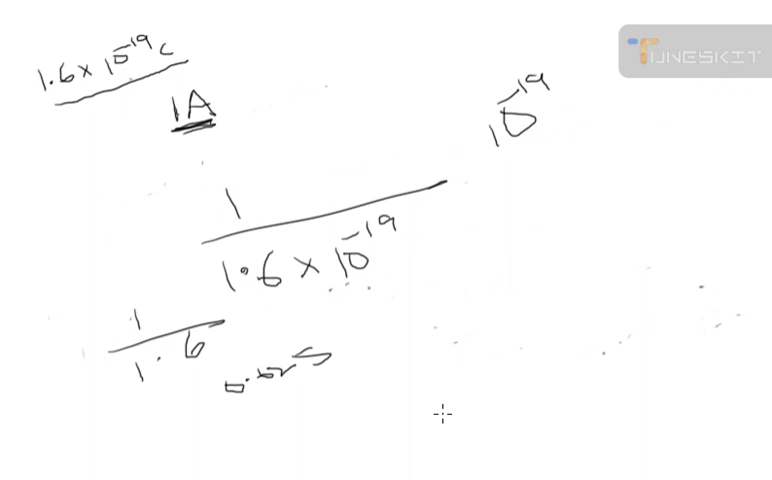 1.6 × 10⁻¹⁹ C
TUNESKIT
1A
10⁻¹⁹
1
1.6 × 10⁻¹⁹
1
1.6
0.625